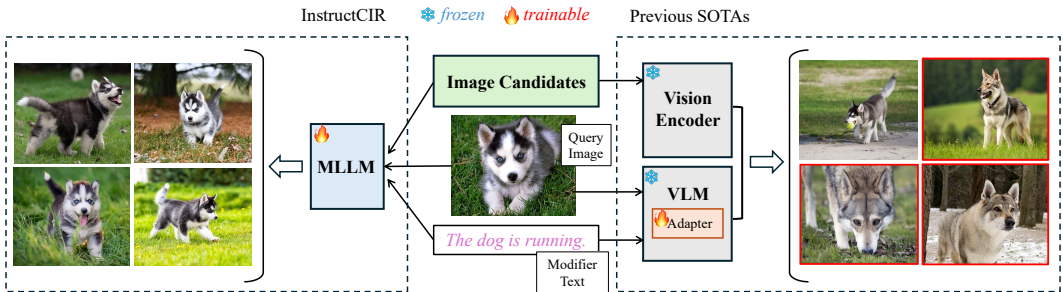 InstructCIR
frozen
trainable
Previous SOTAs
Image Candidates
MLLM
Query
Image
The dog is running.
Modifier
Text
Vision
Encoder
VLM
Adapter